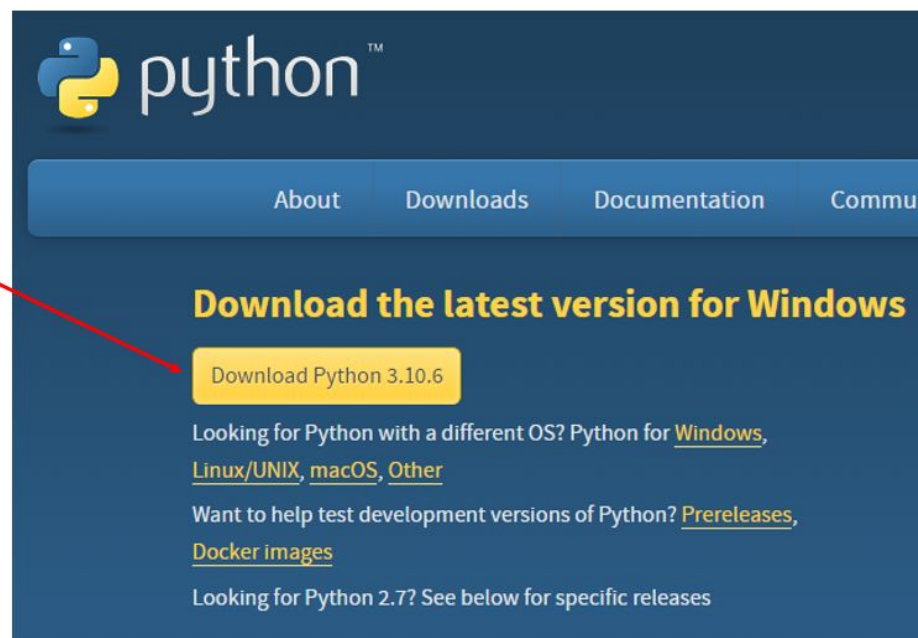 python™
About Downloads Documentation
Download the latest version for Windows
Download Python 3.10.6
Looking for Python with a different OS? Python for Windows,
Linux/UNIX, macOS, Other
Want to help test development versions of Python? Prereleases,
Docker images
Looking for Python 2.7? See below for specific releases